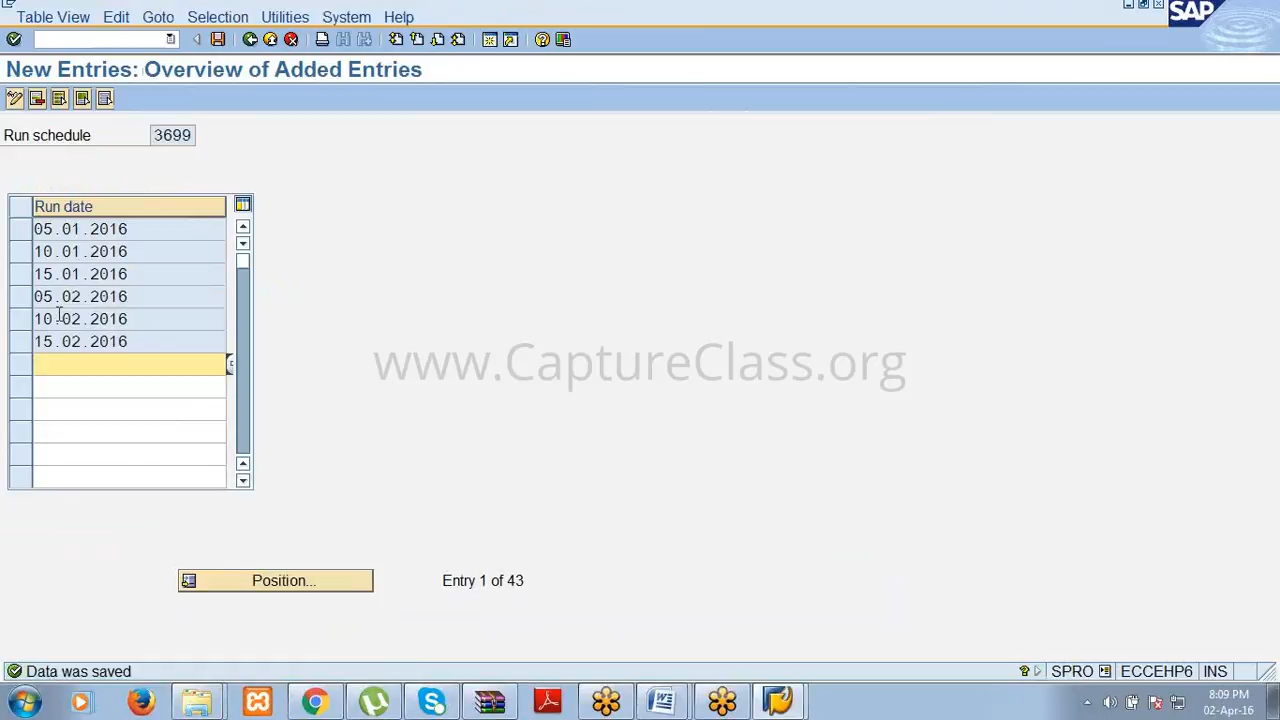 Table View Edit Goto Selection Utilities System Help
SAP
New Entries: Overview of Added Entries
Run schedule 3699
Run date
05.01.2016
10.01.2016
15.01.2016
05.02.2016
10.02.2016
15.02.2016
www.CaptureClass.org
Position... Entry 1 of 43
Data was saved SPRO ECCEHP6 INS
8:09 PM
02-Apr-16